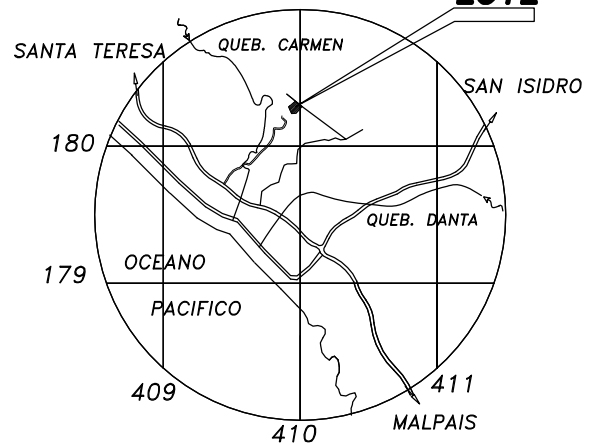 SANTA TERESA
QUEB. CARMEN
SAN ISIDRO
180
QUEB. DANTA
179
OCEANO
PACIFICO
409
411
410
MALPAIS